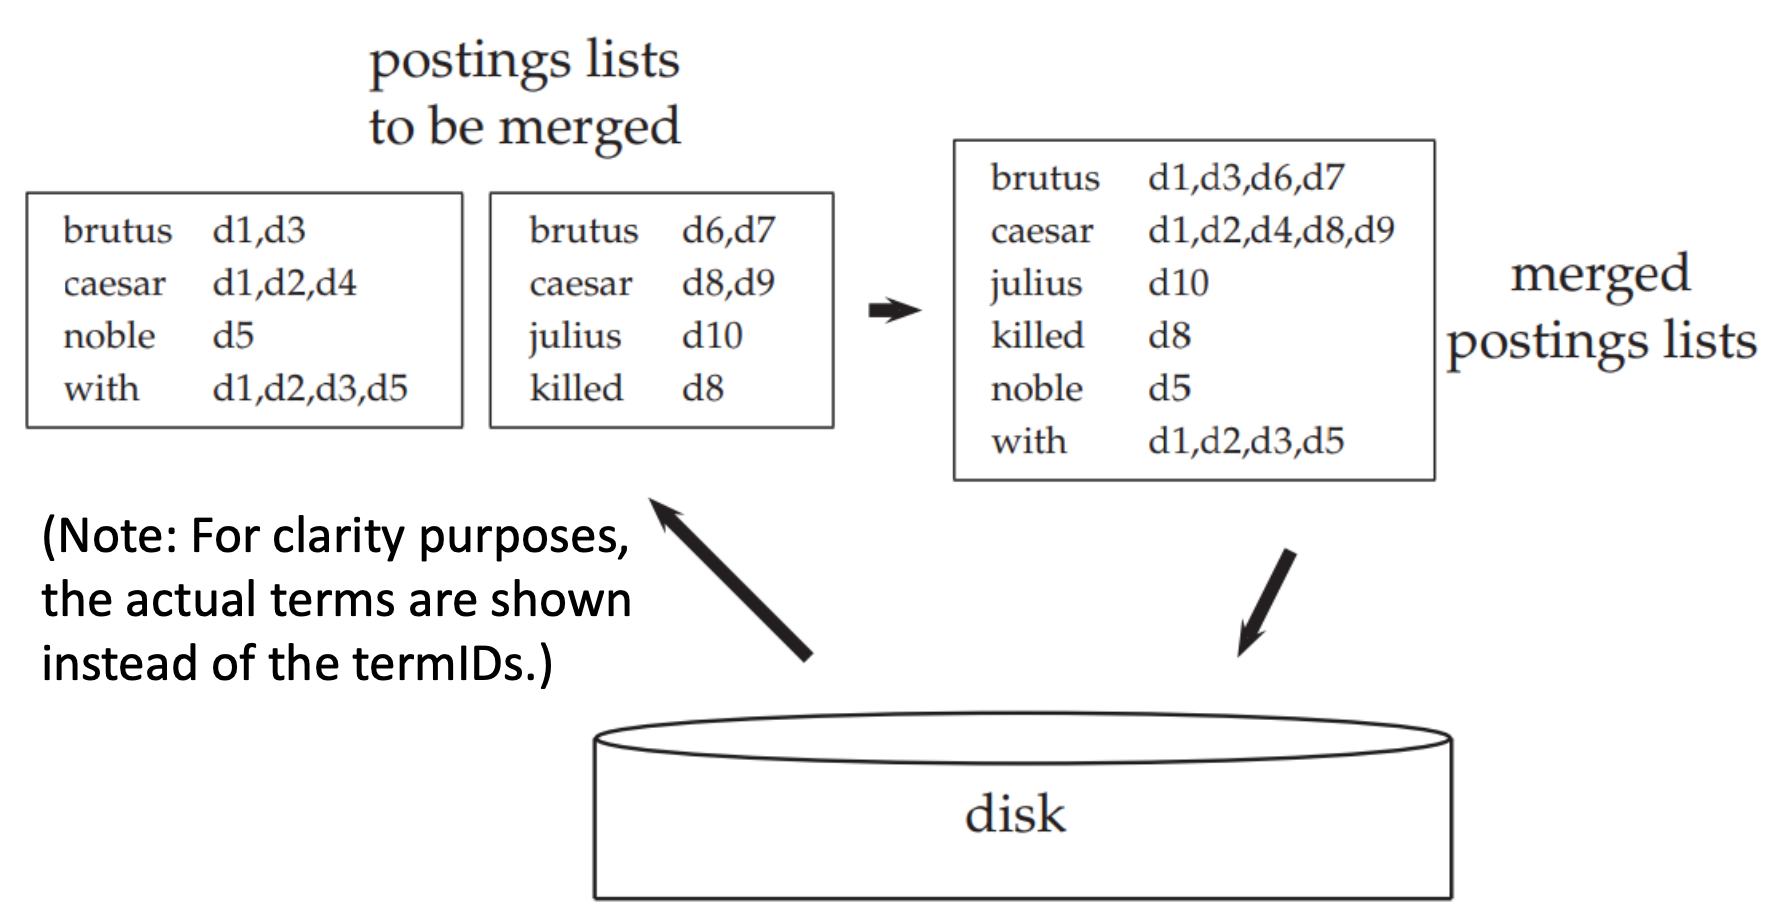 postings lists
to be merged
brutus d1,d3
caesar d1,d2,d4
noble d5
with d1,d2,d3,d5
brutus d6,d7
caesar d8,d9
julius d10
killed d8
brutus d1,d3,d6,d7
caesar d1,d2,d4,d8,d9
julius d10
killed d8
noble d5
with d1,d2,d3,d5
merged
postings lists
(Note: For clarity purposes,
the actual terms are shown
instead of the termIDs.)
disk